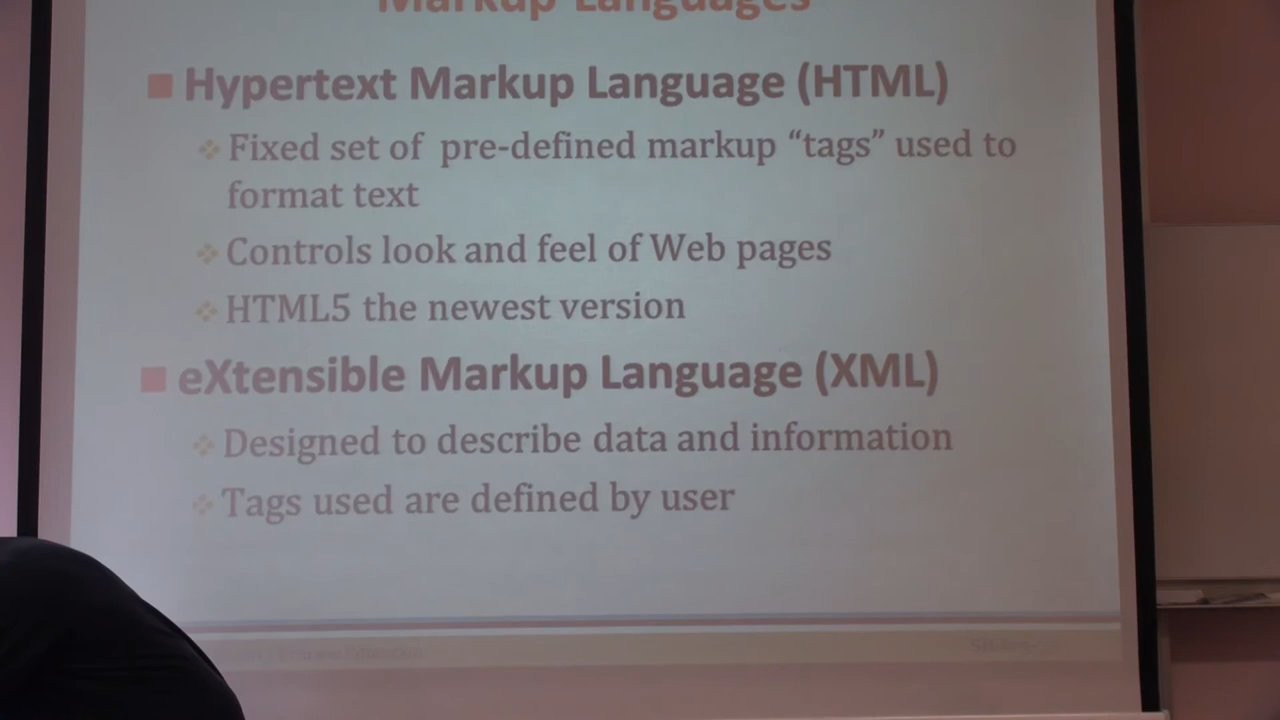 Markup Languages
Hypertext Markup Language (HTML)
Fixed set of pre-defined markup “tags” used to
format text
Controls look and feel of Web pages
HTML5 the newest version
eXtensible Markup Language (XML)
Designed to describe data and information
Tags used are defined by user